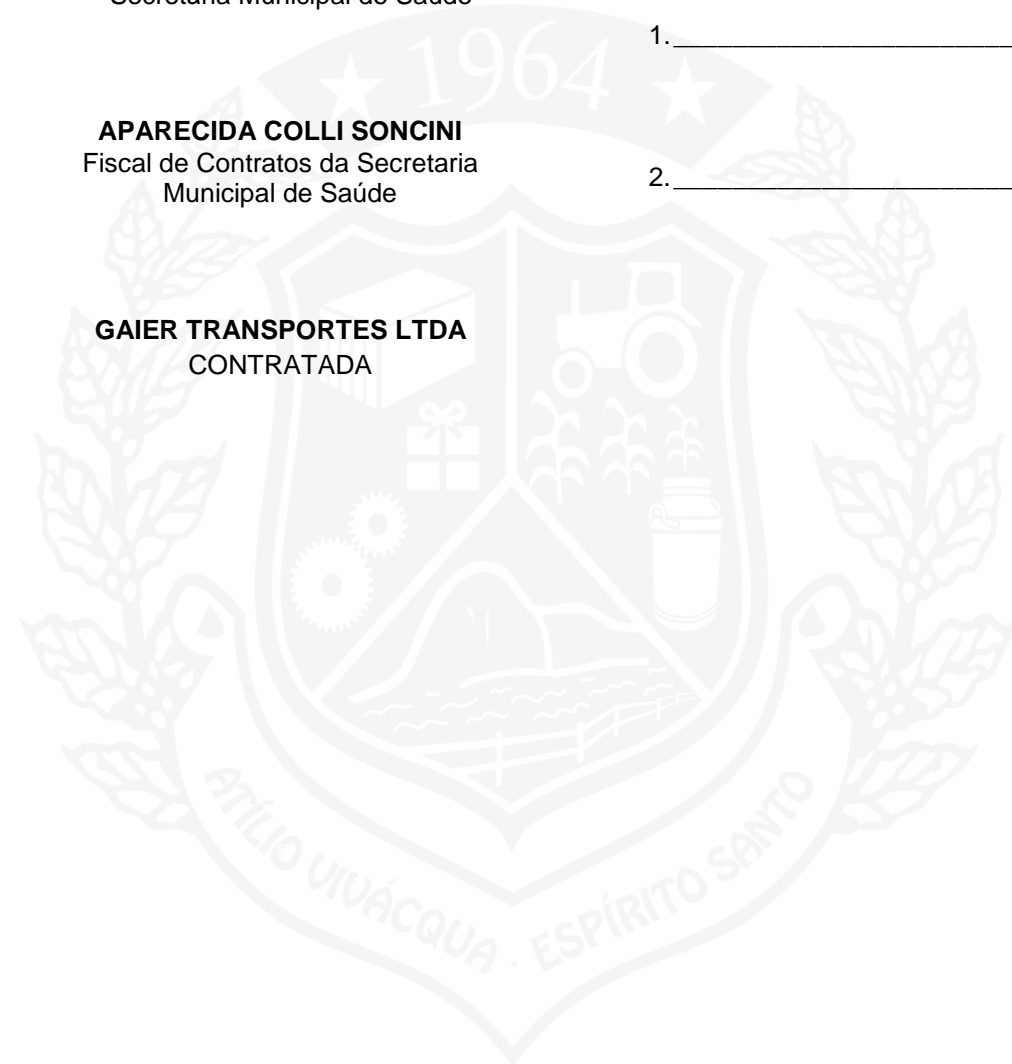 Secretaria Municipal de Saúde
1.
APARECIDA COLLI SONCINI
Fiscal de Contratos da Secretaria
Municipal de Saúde
2.
GAIER TRANSPORTES LTDA
CONTRATADA
1964
ATÍLIO VIVÁCQUA . ESPÍRITO SANTO